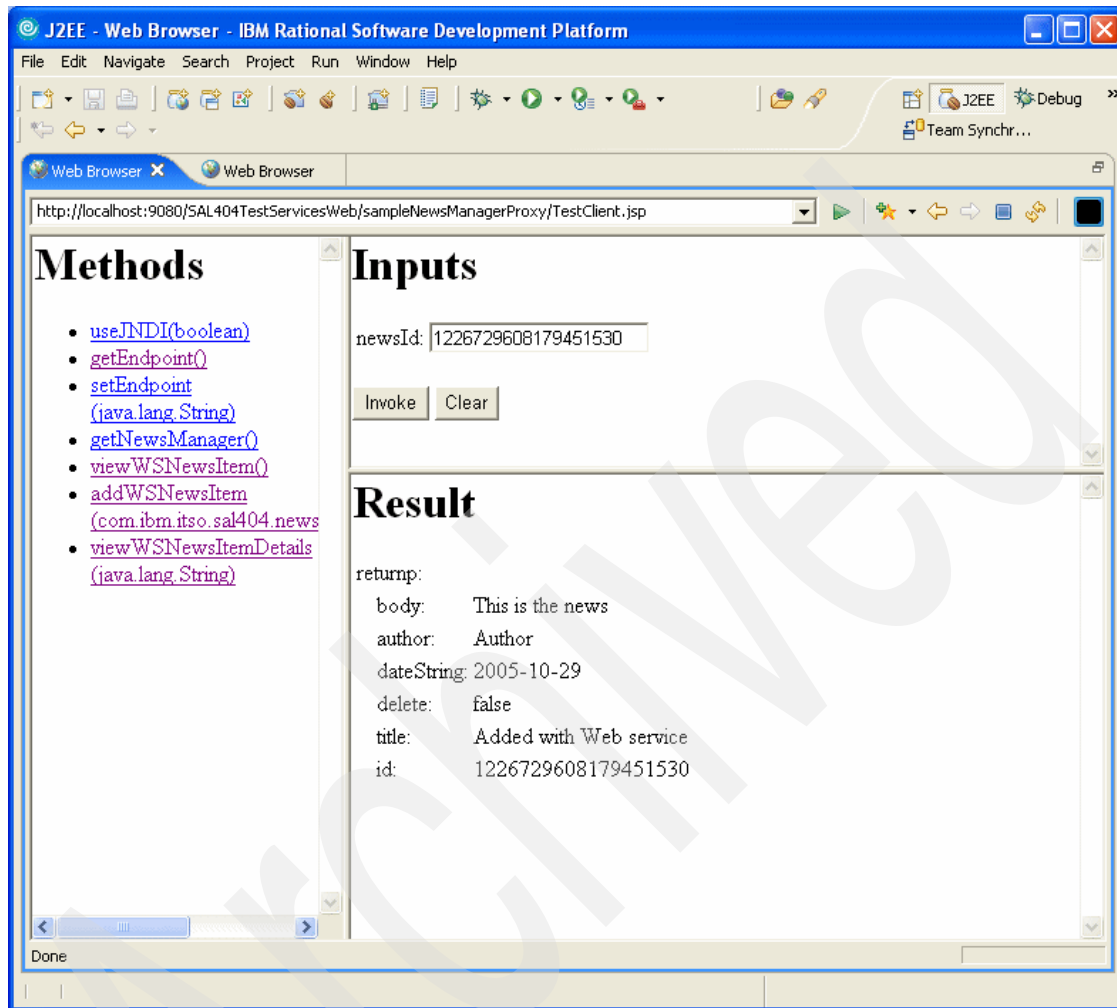 J2EE - Web Browser - IBM Rational Software Development Platform
File Edit Navigate Search Project Run Window Help
J2EE Debug »
Team Synchr...
Web Browser Web Browser
http://localhost:9080/SAL404TestServicesWeb/sampleNewsManagerProxy/TestClient.jsp
Methods
useJNDI(boolean)
getEndpoint()
setEndpoint
(java.lang.String)
getNewsManager()
viewWSNewsItem()
addWSNewsItem
(com.ibm.itso.sal404.news
viewWSNewsItemDetails
(java.lang.String)
Inputs
newsId: 1226729608179451530
Invoke Clear
Result
returnp:
body: This is the news
author: Author
dateString: 2005-10-29
delete: false
title: Added with Web service
id: 1226729608179451530
Done
Archived